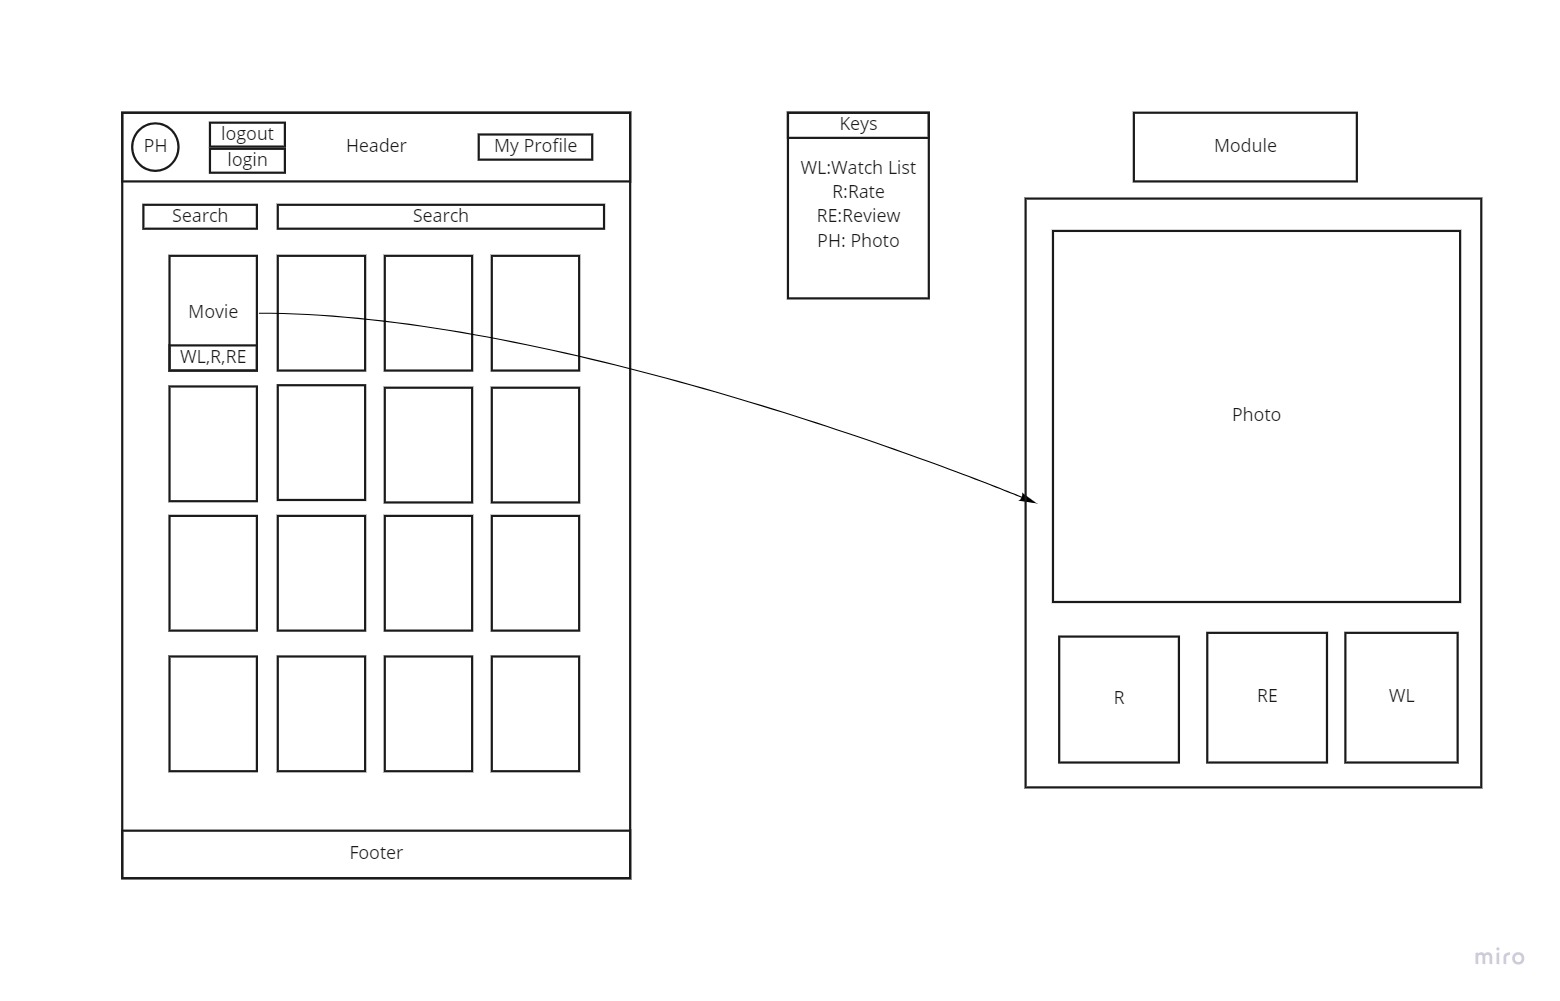 PH
logout
login
Header
My Profile
Search
Search
Movie
WL,R,RE
Footer
Keys
WL:Watch List
R:Rate
RE:Review
PH: Photo
Module
Photo
R
RE
WL
miro